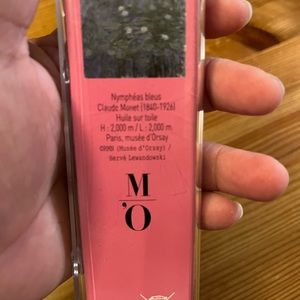 Nymphéas bleus
Claude Monet (1840-1926)
Huile sur toile
H : 2,000 m / L : 2,000 m
Paris, musée d'Orsay
©RMN (Musée d'Orsay) /
Hervé Lewandowski
M
'O